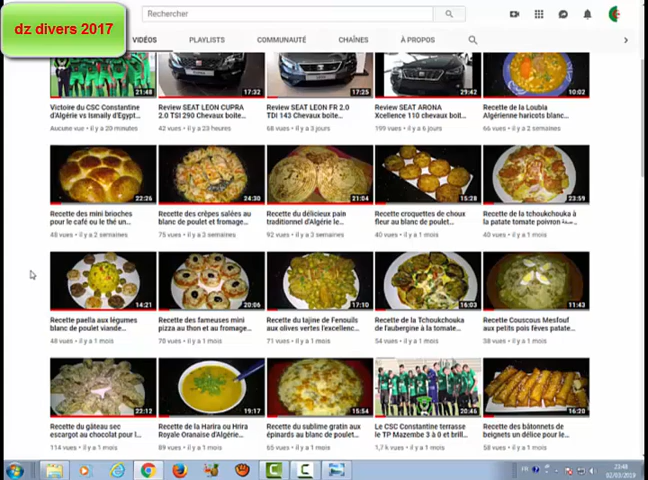 dz divers 2017
Rechercher
VIDÉOS PLAYLISTS COMMUNAUTÉ CHAÎNES À PROPOS
21:48 17:32 17:25 29:42 10:02
Victoire du CSC Constantine Review SEAT LEON CUPRA Review SEAT LEON FR 2.0 Review SEAT ARONA Recette de la Loubia
d'Algérie vs Ismaily d'Egypt... 2.0 TSI 290 Chevaux boite... TDI 143 Chevaux boite... Xcellence 110 chevaux boit... Algérienne haricots blanc...
Aucune vue • il y a 20 minutes 42 vues • il y a 23 heures 68 vues • il y a 3 jours 199 vues • il y a 6 jours 66 vues • il y a 2 semaines
22:26 24:30 21:04 15:28 23:59
Recette des mini brioches Recette des crêpes salées au Recette du délicieux pain Recette croquettes de choux Recette de la tchoukchouka à
pour le café ou le thé un... blanc de poulet et fromage... traditionnel d'Algérie le... fleur au blanc de poulet... la patate tomate poivron
48 vues • il y a 2 semaines 75 vues • il y a 3 semaines 92 vues • il y a 3 semaines 40 vues • il y a 1 mois 40 vues • il y a 1 mois
14:21 20:06 17:10 16:03 11:43
Recette paella aux légumes Recette des fameuses mini Recette du tajine de Fenouils Recette de la Tchoukchouka Recette Couscous Mesfouf
blanc de poulet viande... pizza au thon et au fromage... aux olives vertes l'excellenc... de l'aubergine à la tomate... aux petits pois fèves patate...
48 vues • il y a 1 mois 70 vues • il y a 1 mois 71 vues • il y a 1 mois 54 vues • il y a 1 mois 38 vues • il y a 1 mois
22:12 19:17 15:54 20:46 16:20
Recette du gâteau sec Recette de la Harira ou Hrira Recette du sublime gratin aux Le CSC Constantine terrasse Recette des bâtonnets de
escargot au chocolat pour l... Royale Oranaise d'Algérie... épinards au blanc de poulet... le TP Mazembe 3 à 0 et bril... beignets un délice pour le...
114 vues • il y a 1 mois 89 vues • il y a 1 mois 65 vues • il y a 1 mois 1,7 k vues • il y a 1 mois 58 vues • il y a 1 mois
FR 23:48
02/03/2019